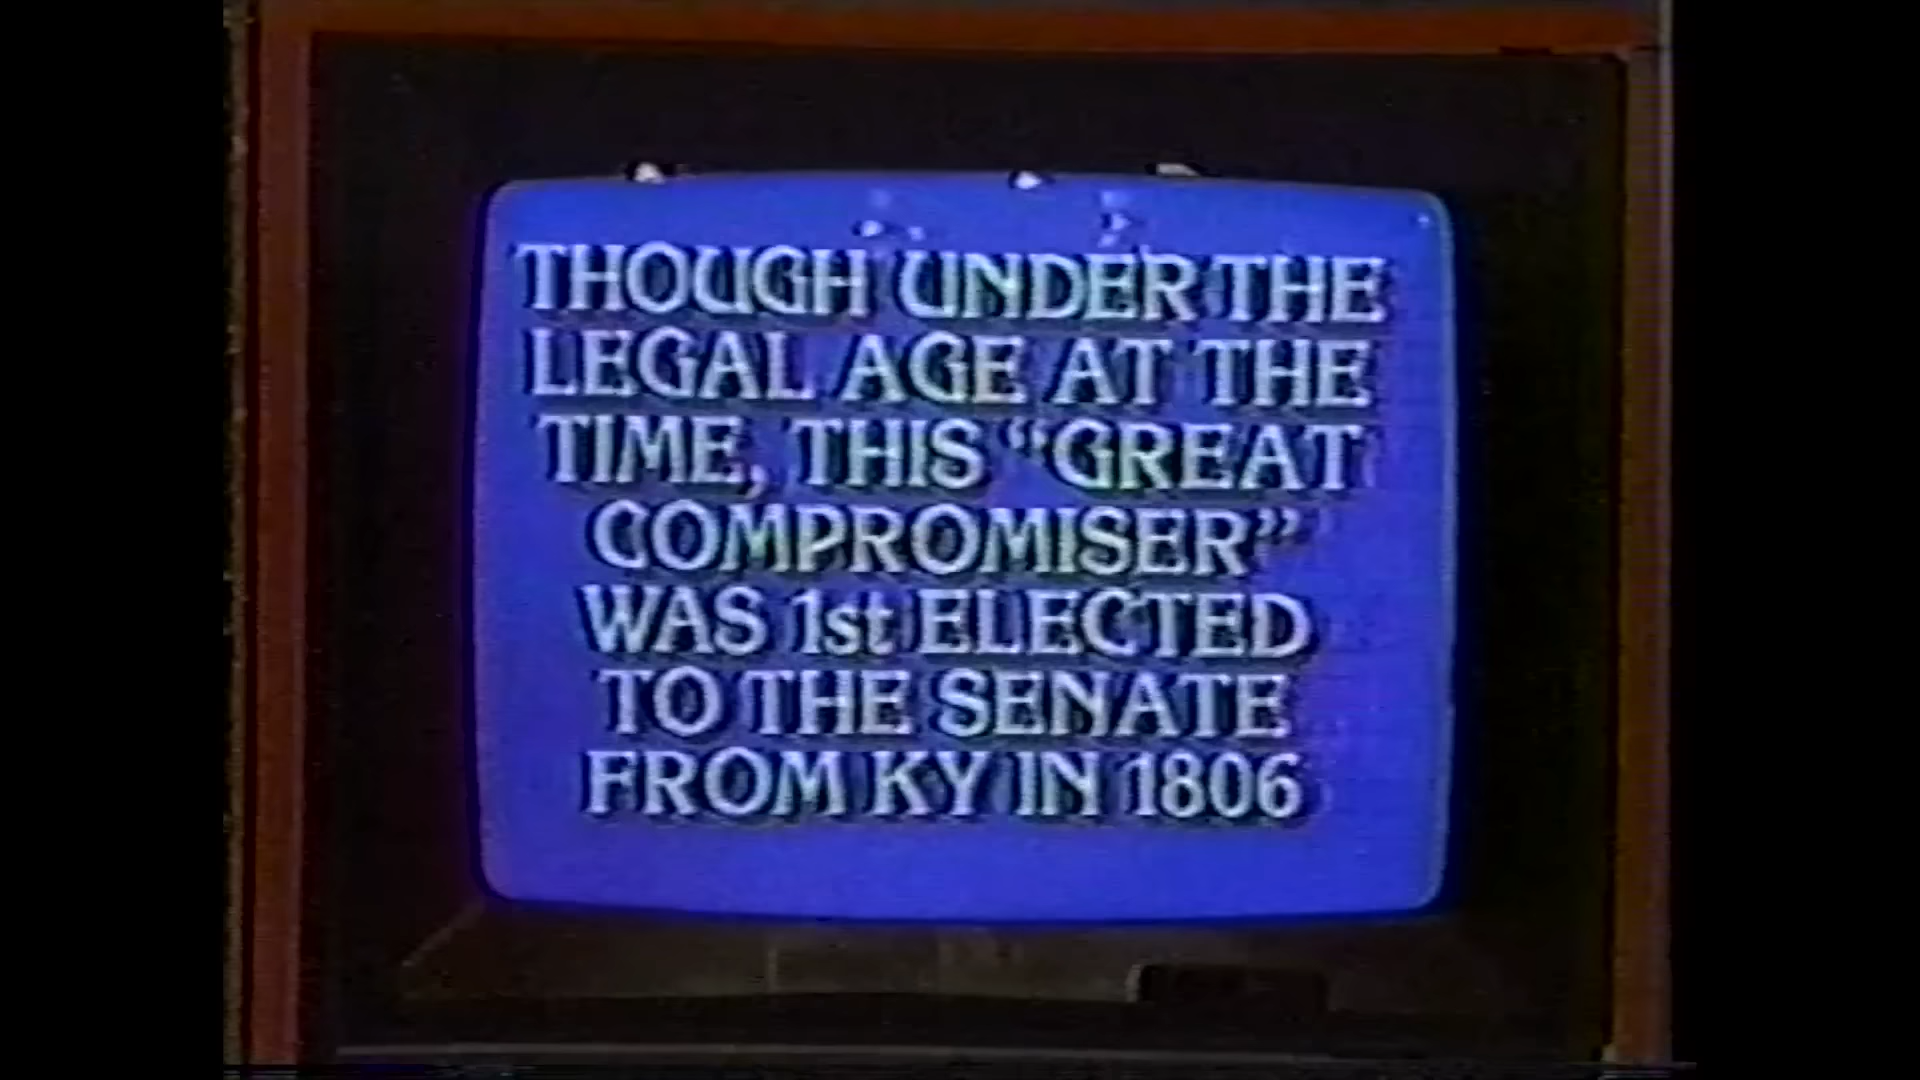 THOUGH UNDER THE
LEGAL AGE AT THE
TIME, THIS “GREAT
COMPROMISER”
WAS 1st ELECTED
TO THE SENATE
FROM KY IN 1806